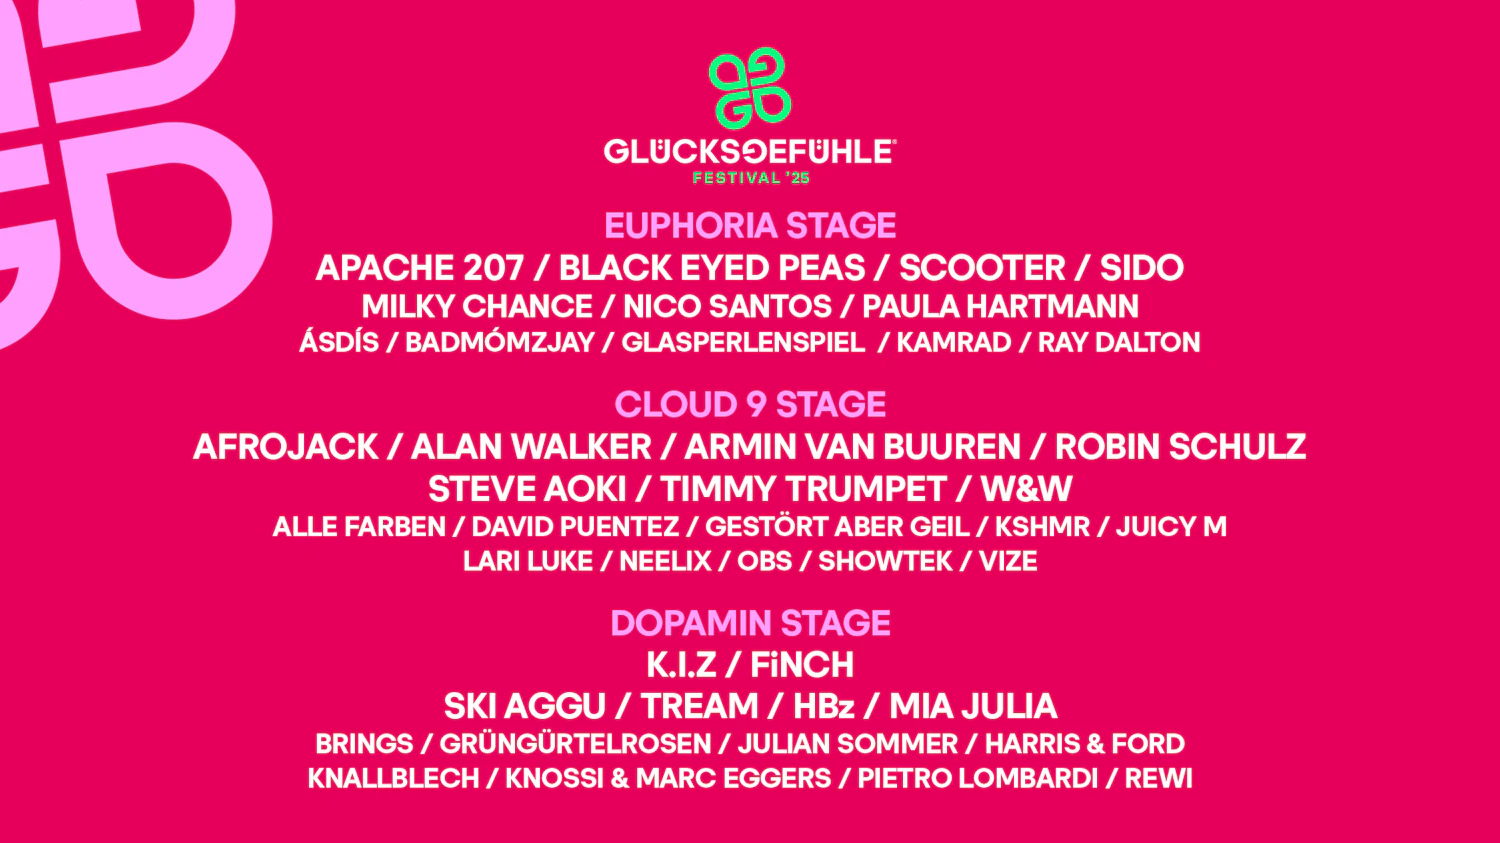 GLÜCKSGEFÜHLE®
FESTIVAL '25
EUPHORIA STAGE
APACHE 207 / BLACK EYED PEAS / SCOOTER / SIDO
MILKY CHANCE / NICO SANTOS / PAULA HARTMANN
ÁSDÍS / BADMÓMZJAY / GLASPERLENSPIEL / KAMRAD / RAY DALTON
CLOUD 9 STAGE
AFROJACK / ALAN WALKER / ARMIN VAN BUUREN / ROBIN SCHULZ
STEVE AOKI / TIMMY TRUMPET / W&W
ALLE FARBEN / DAVID PUENTEZ / GESTÖRT ABER GEIL / KSHMR / JUICY M
LARI LUKE / NEELIX / OBS / SHOWTEK / VIZE
DOPAMIN STAGE
K.I.Z / FiNCH
SKI AGGU / TREAM / HBz / MIA JULIA
BRINGS / GRÜNGÜRTELROSEN / JULIAN SOMMER / HARRIS & FORD
KNALLBLECH / KNOSSI & MARC EGGERS / PIETRO LOMBARDI / REWI